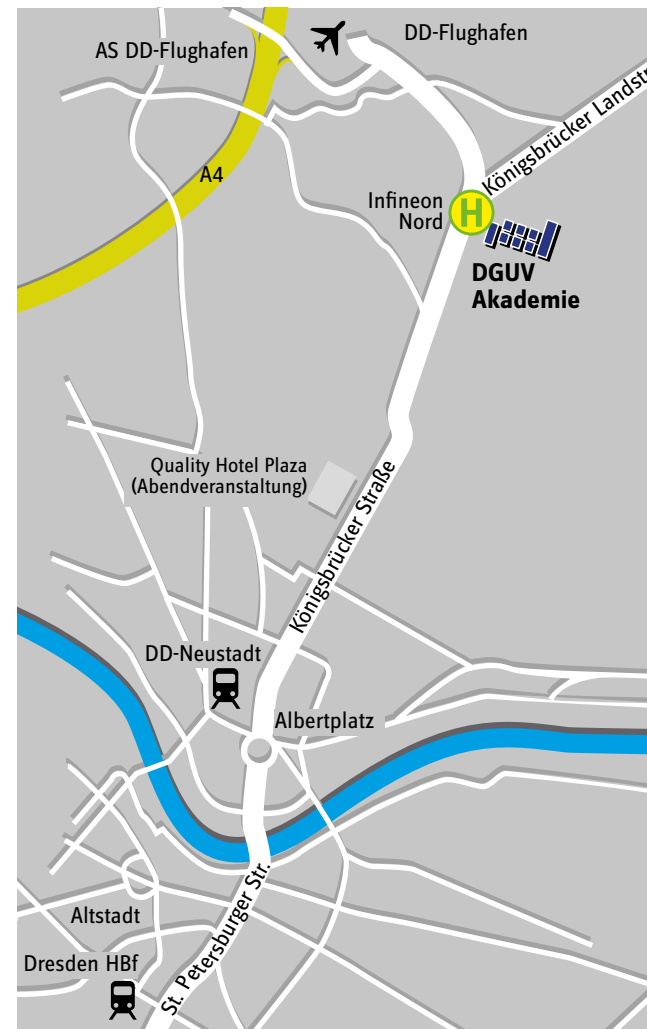 DD-Flughafen
AS DD-Flughafen
A4
Königsbrücker Landstr
Infineon
Nord
H
DGUV
Akademie
Quality Hotel Plaza
(Abendveranstaltung)
Königsbrücker Straße
DD-Neustadt
Albertplatz
Altstadt
St. Petersburger Str.
Dresden HBf